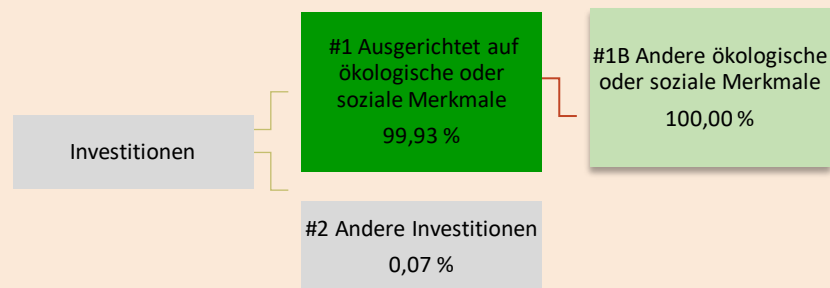 Investitionen
#1 Ausgerichtet auf
ökologische oder
soziale Merkmale
99,93 %
#2 Andere Investitionen
0,07 %
#1B Andere ökologische
oder soziale Merkmale
100,00 %